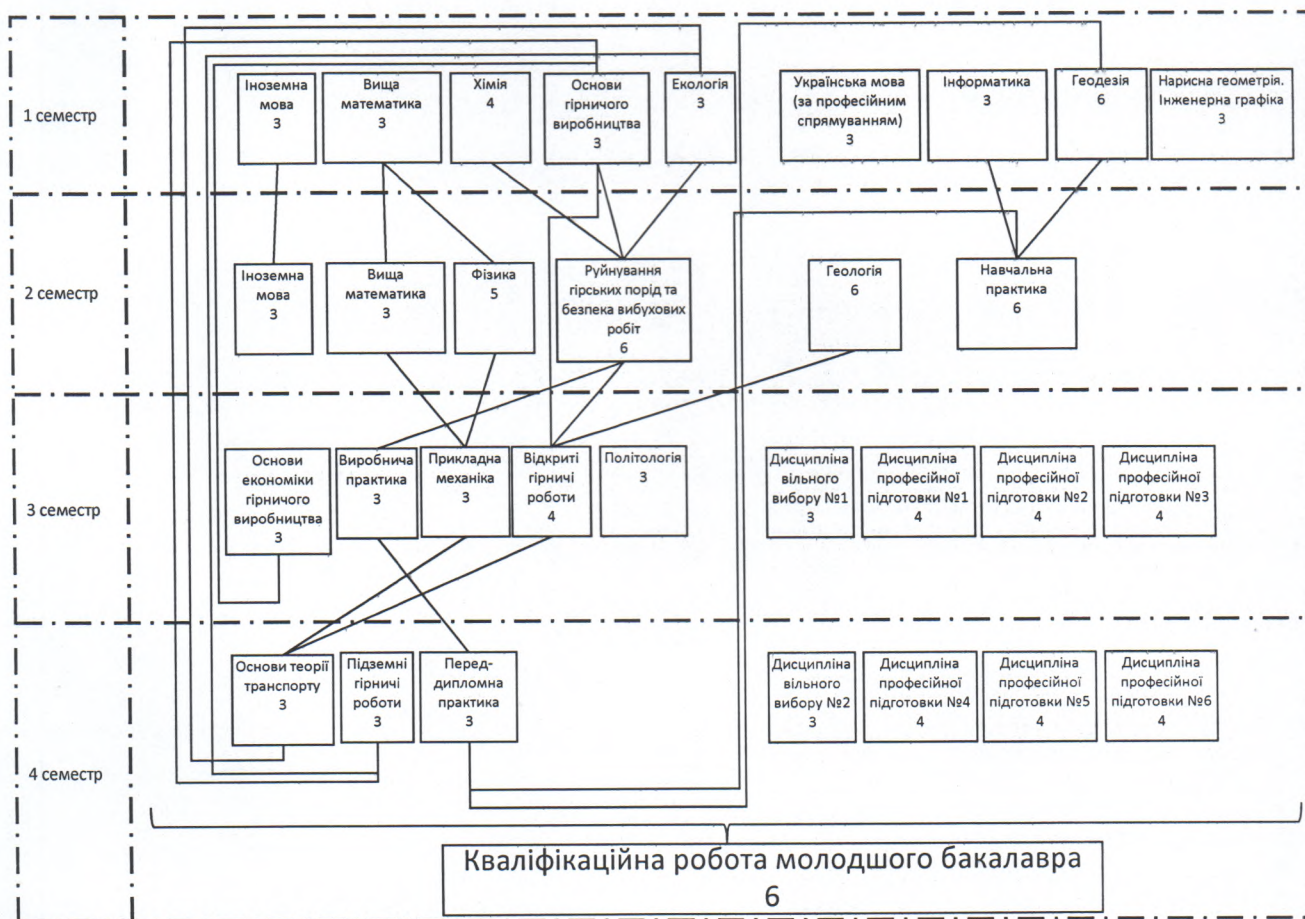 1 семестр
Іноземна
мова
3
Вища
математика
3
Хімія
4
Основи
гірничого
виробництва
3
Екологія
3
Українська мова
(за професійним
спрямуванням)
3
Інформатика
3
Геодезія
6
Нарисна геометрія.
Інженерна графіка
3
2 семестр
Іноземна
мова
3
Вища
математика
3
Фізика
5
Руйнування
гірських порід та
безпека вибухових
робіт
6
Геологія
6
Навчальна
практика
6
3 семестр
Основи
економіки
гірничого
виробництва
3
Виробнича
практика
3
Прикладна
механіка
3
Відкриті
гірничі
роботи
4
Політологія
3
Дисципліна
вільного
вибору №1
3
Дисципліна
професійної
підготовки №1
4
Дисципліна
професійної
підготовки №2
4
Дисципліна
професійної
підготовки №3
4
4 семестр
Основи теорії
транспорту
3
Підземні
гірничі
роботи
3
Перед-
дипломна
практика
3
Дисципліна
вільного
вибору №2
3
Дисципліна
професійної
підготовки №4
4
Дисципліна
професійної
підготовки №5
4
Дисципліна
професійної
підготовки №6
4
Кваліфікаційна робота молодшого бакалавра
6